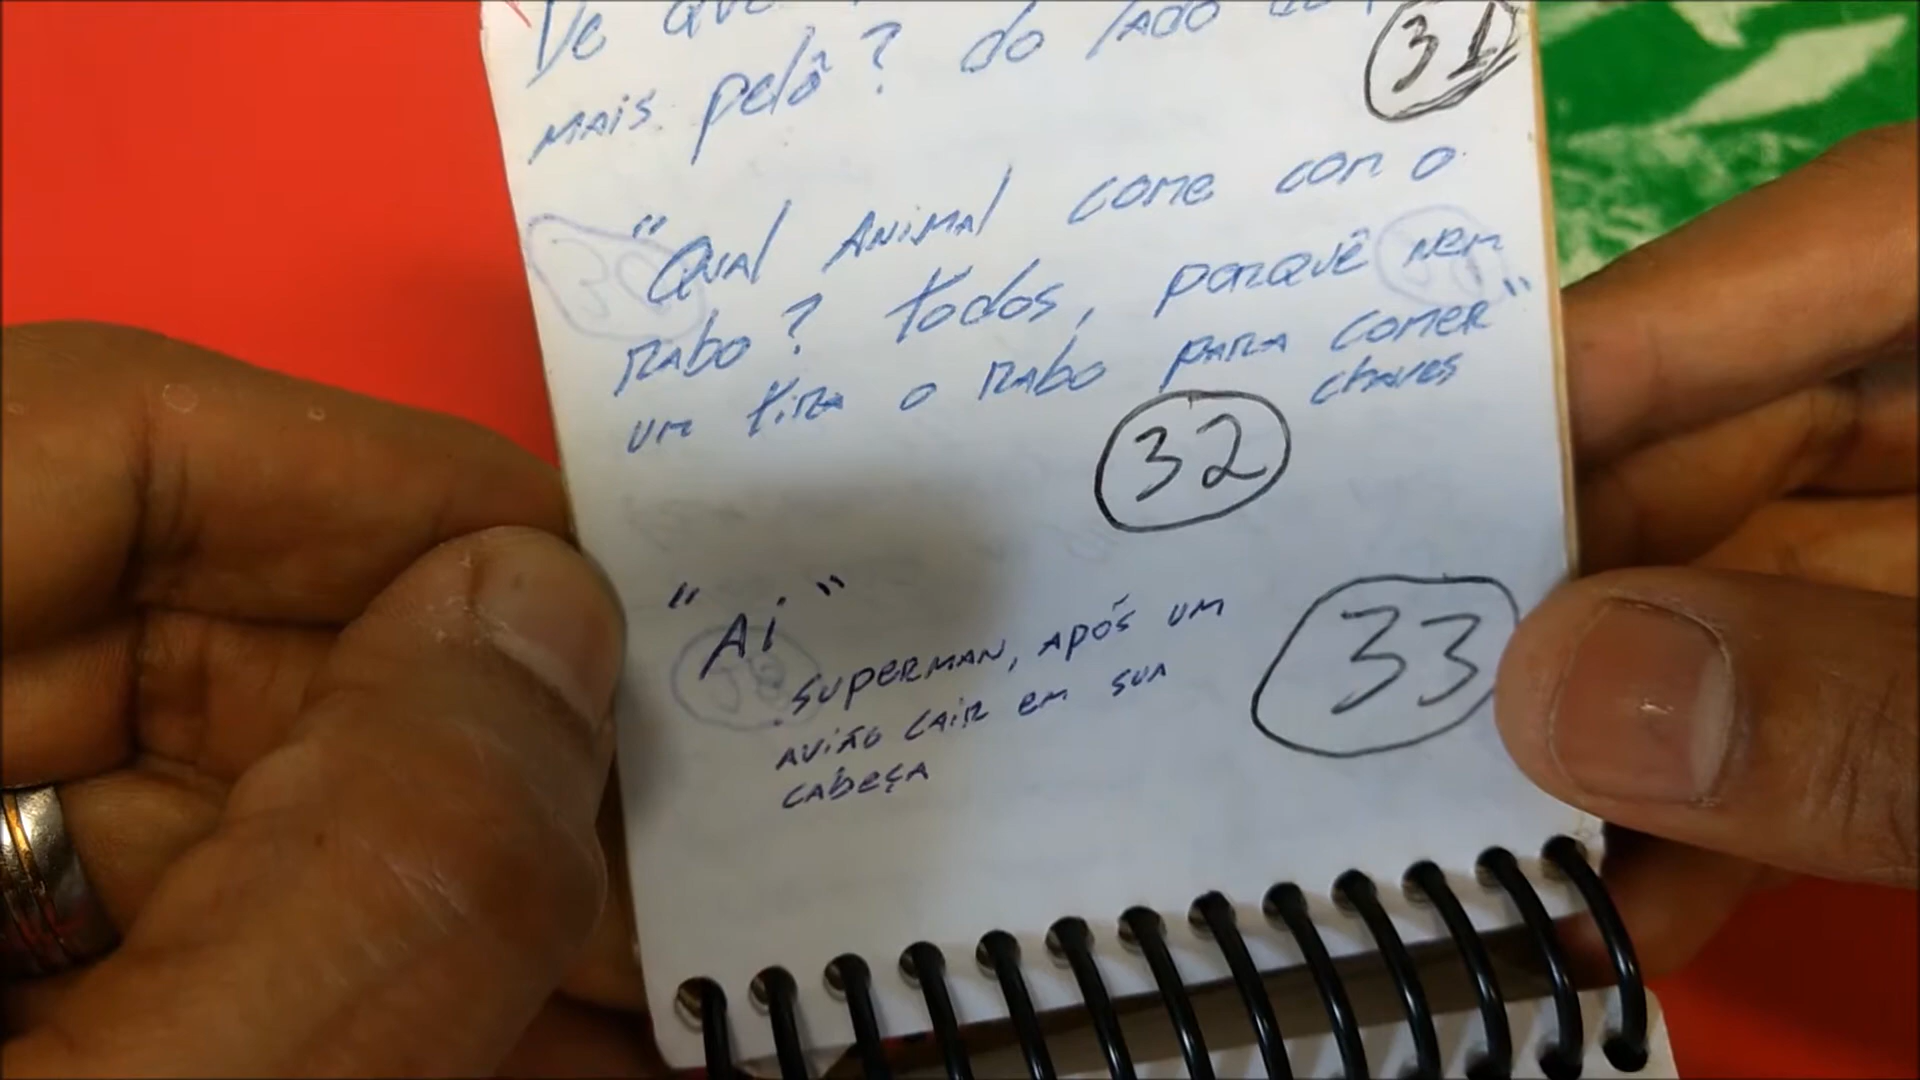 De
mais pelô? do lado
31
"Qual Animal come com o
rabo? todos, porquê nem
um tira o rabo para comer"
chaves
32
"Ai"
superman, após um
avião cair em sua
cabeça
33